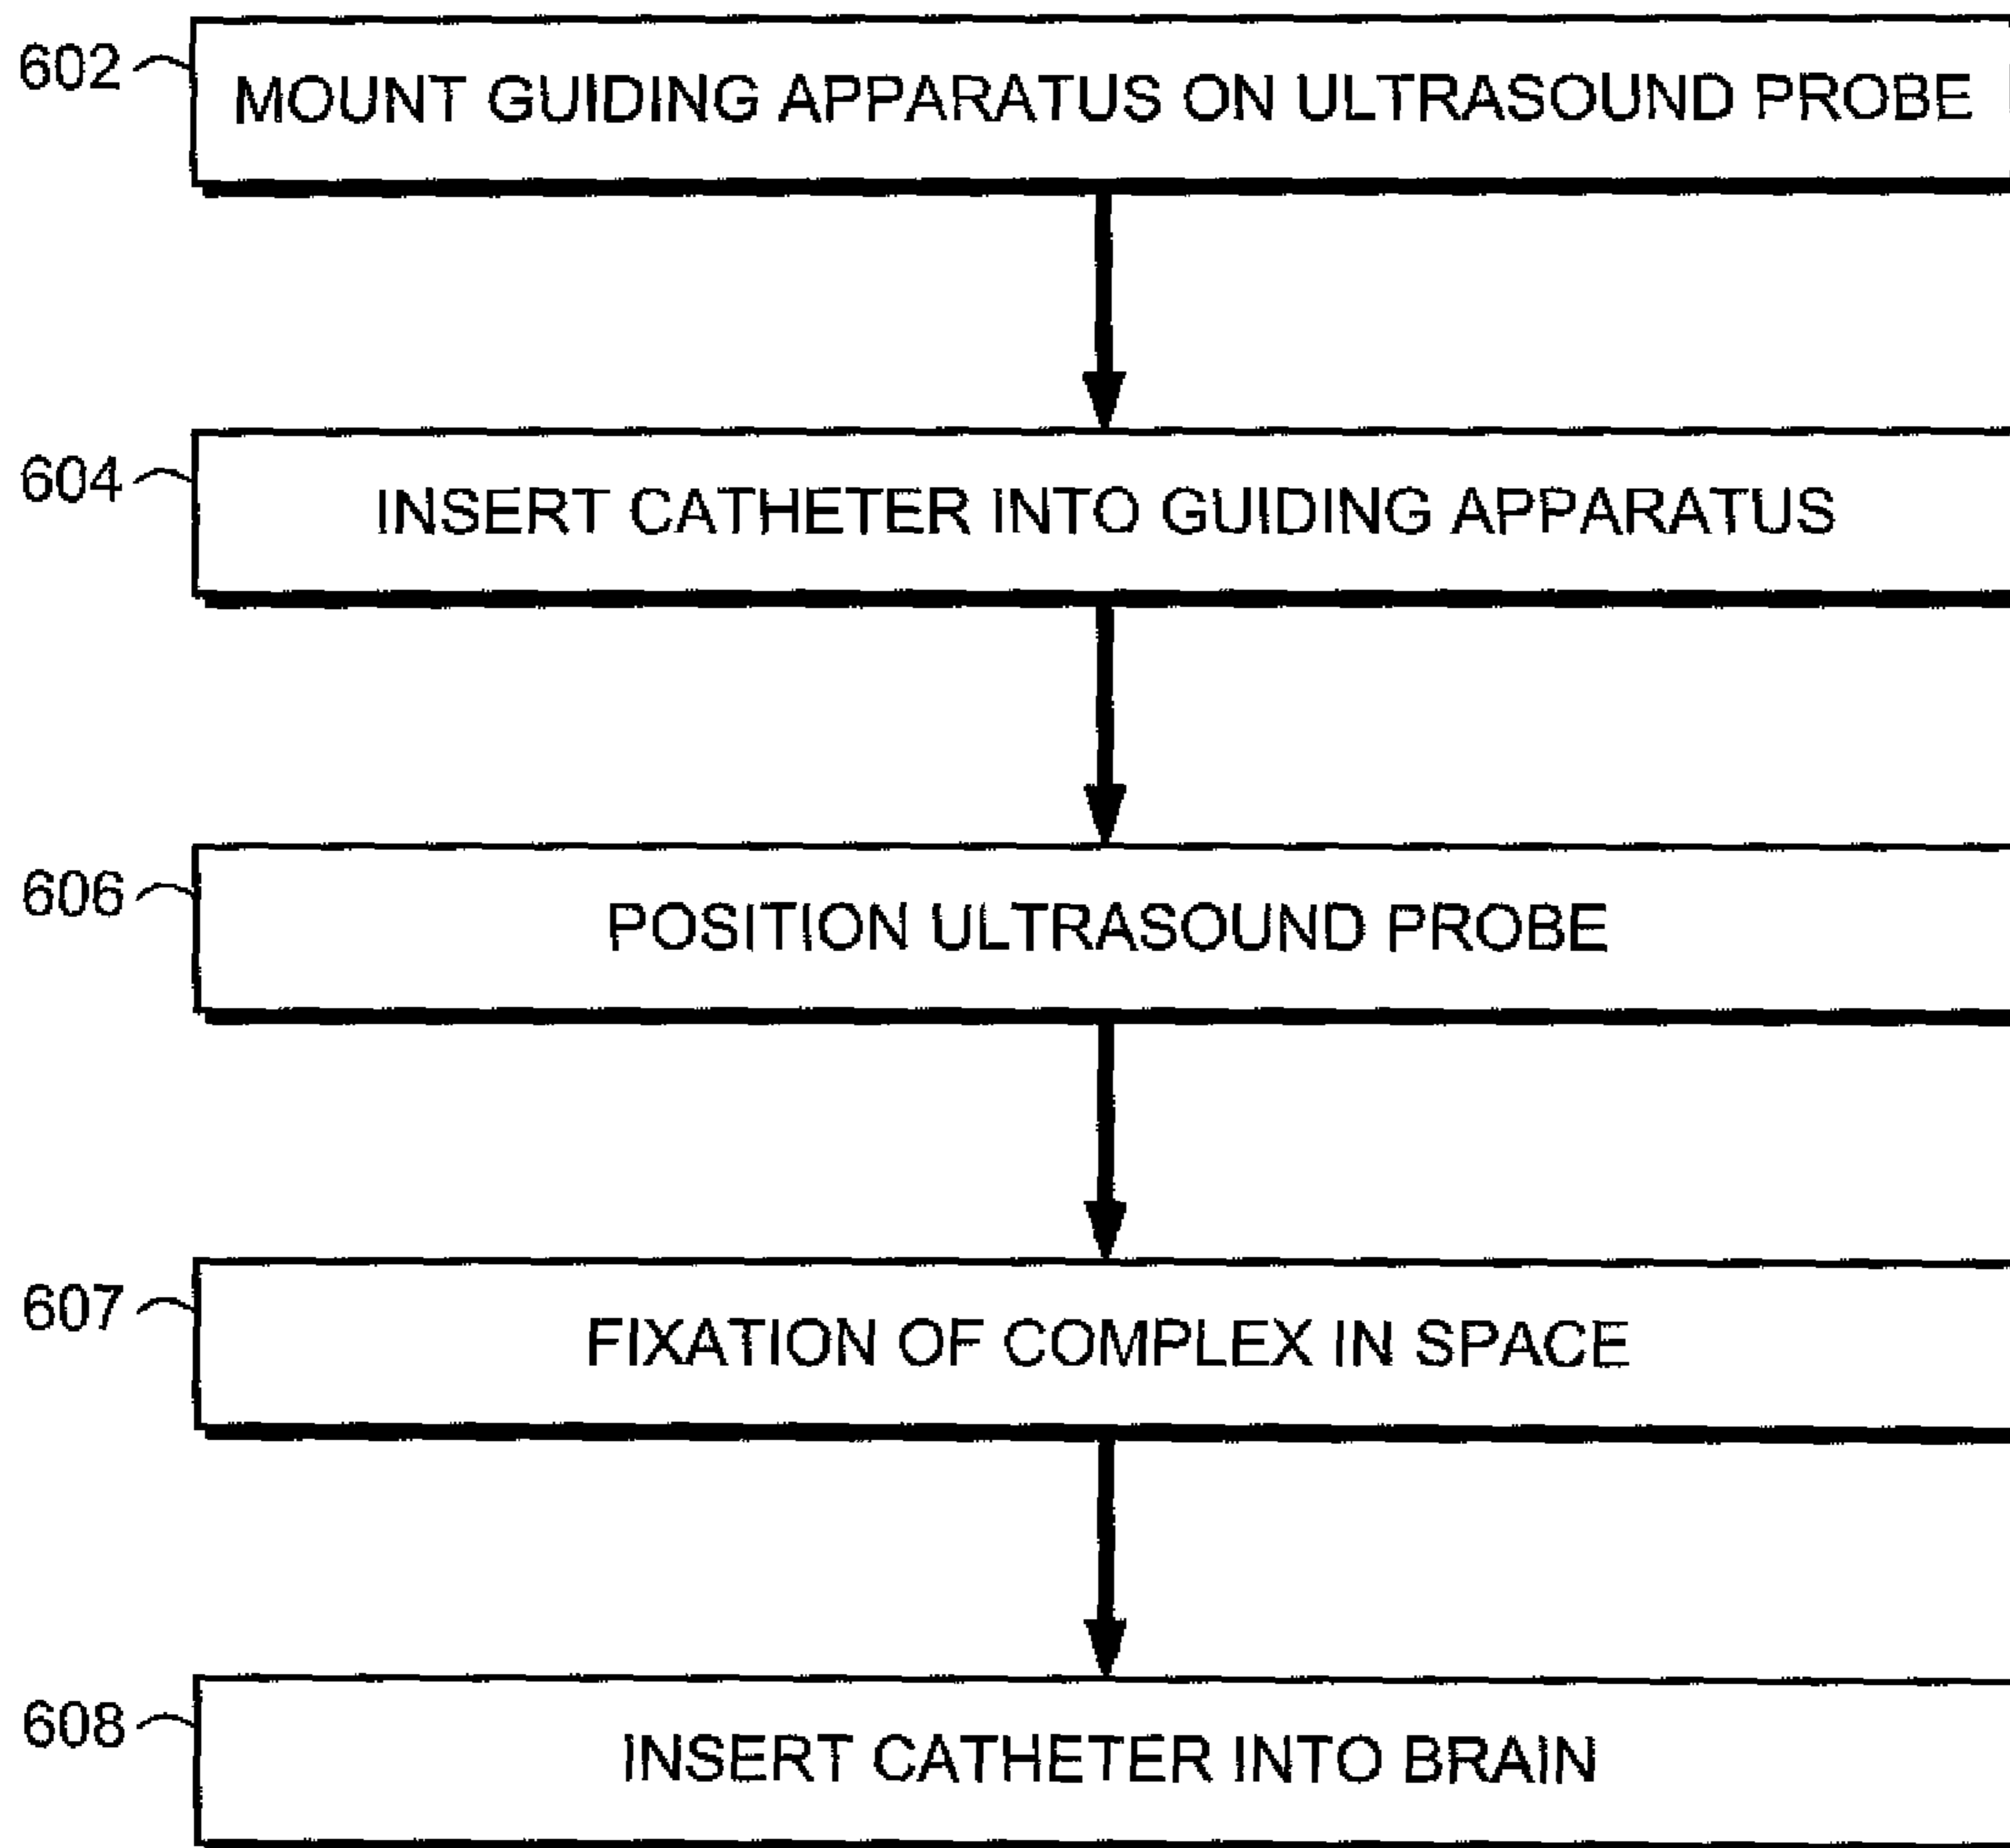 602
MOUNT GUIDING APPARATUS ON ULTRASOUND PROBE
604
INSERT CATHETER INTO GUIDING APPARATUS
606
POSITION ULTRASOUND PROBE
607
FIXATION OF COMPLEX IN SPACE
608
INSERT CATHETER INTO BRAIN